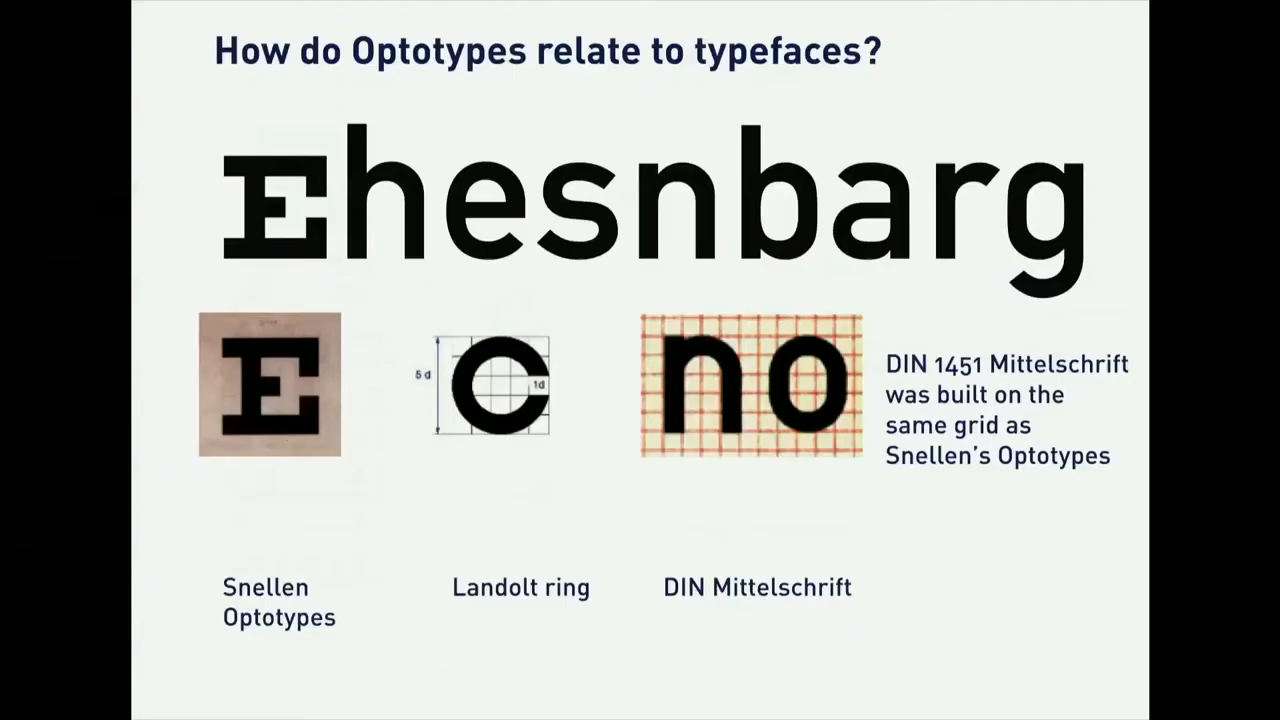 How do Optotypes relate to typefaces?
Ehesnbarg
E
5 d
C
1d
no
DIN 1451 Mittelschrift
was built on the
same grid as
Snellen's Optotypes
Snellen
Optotypes
Landolt ring
DIN Mittelschrift